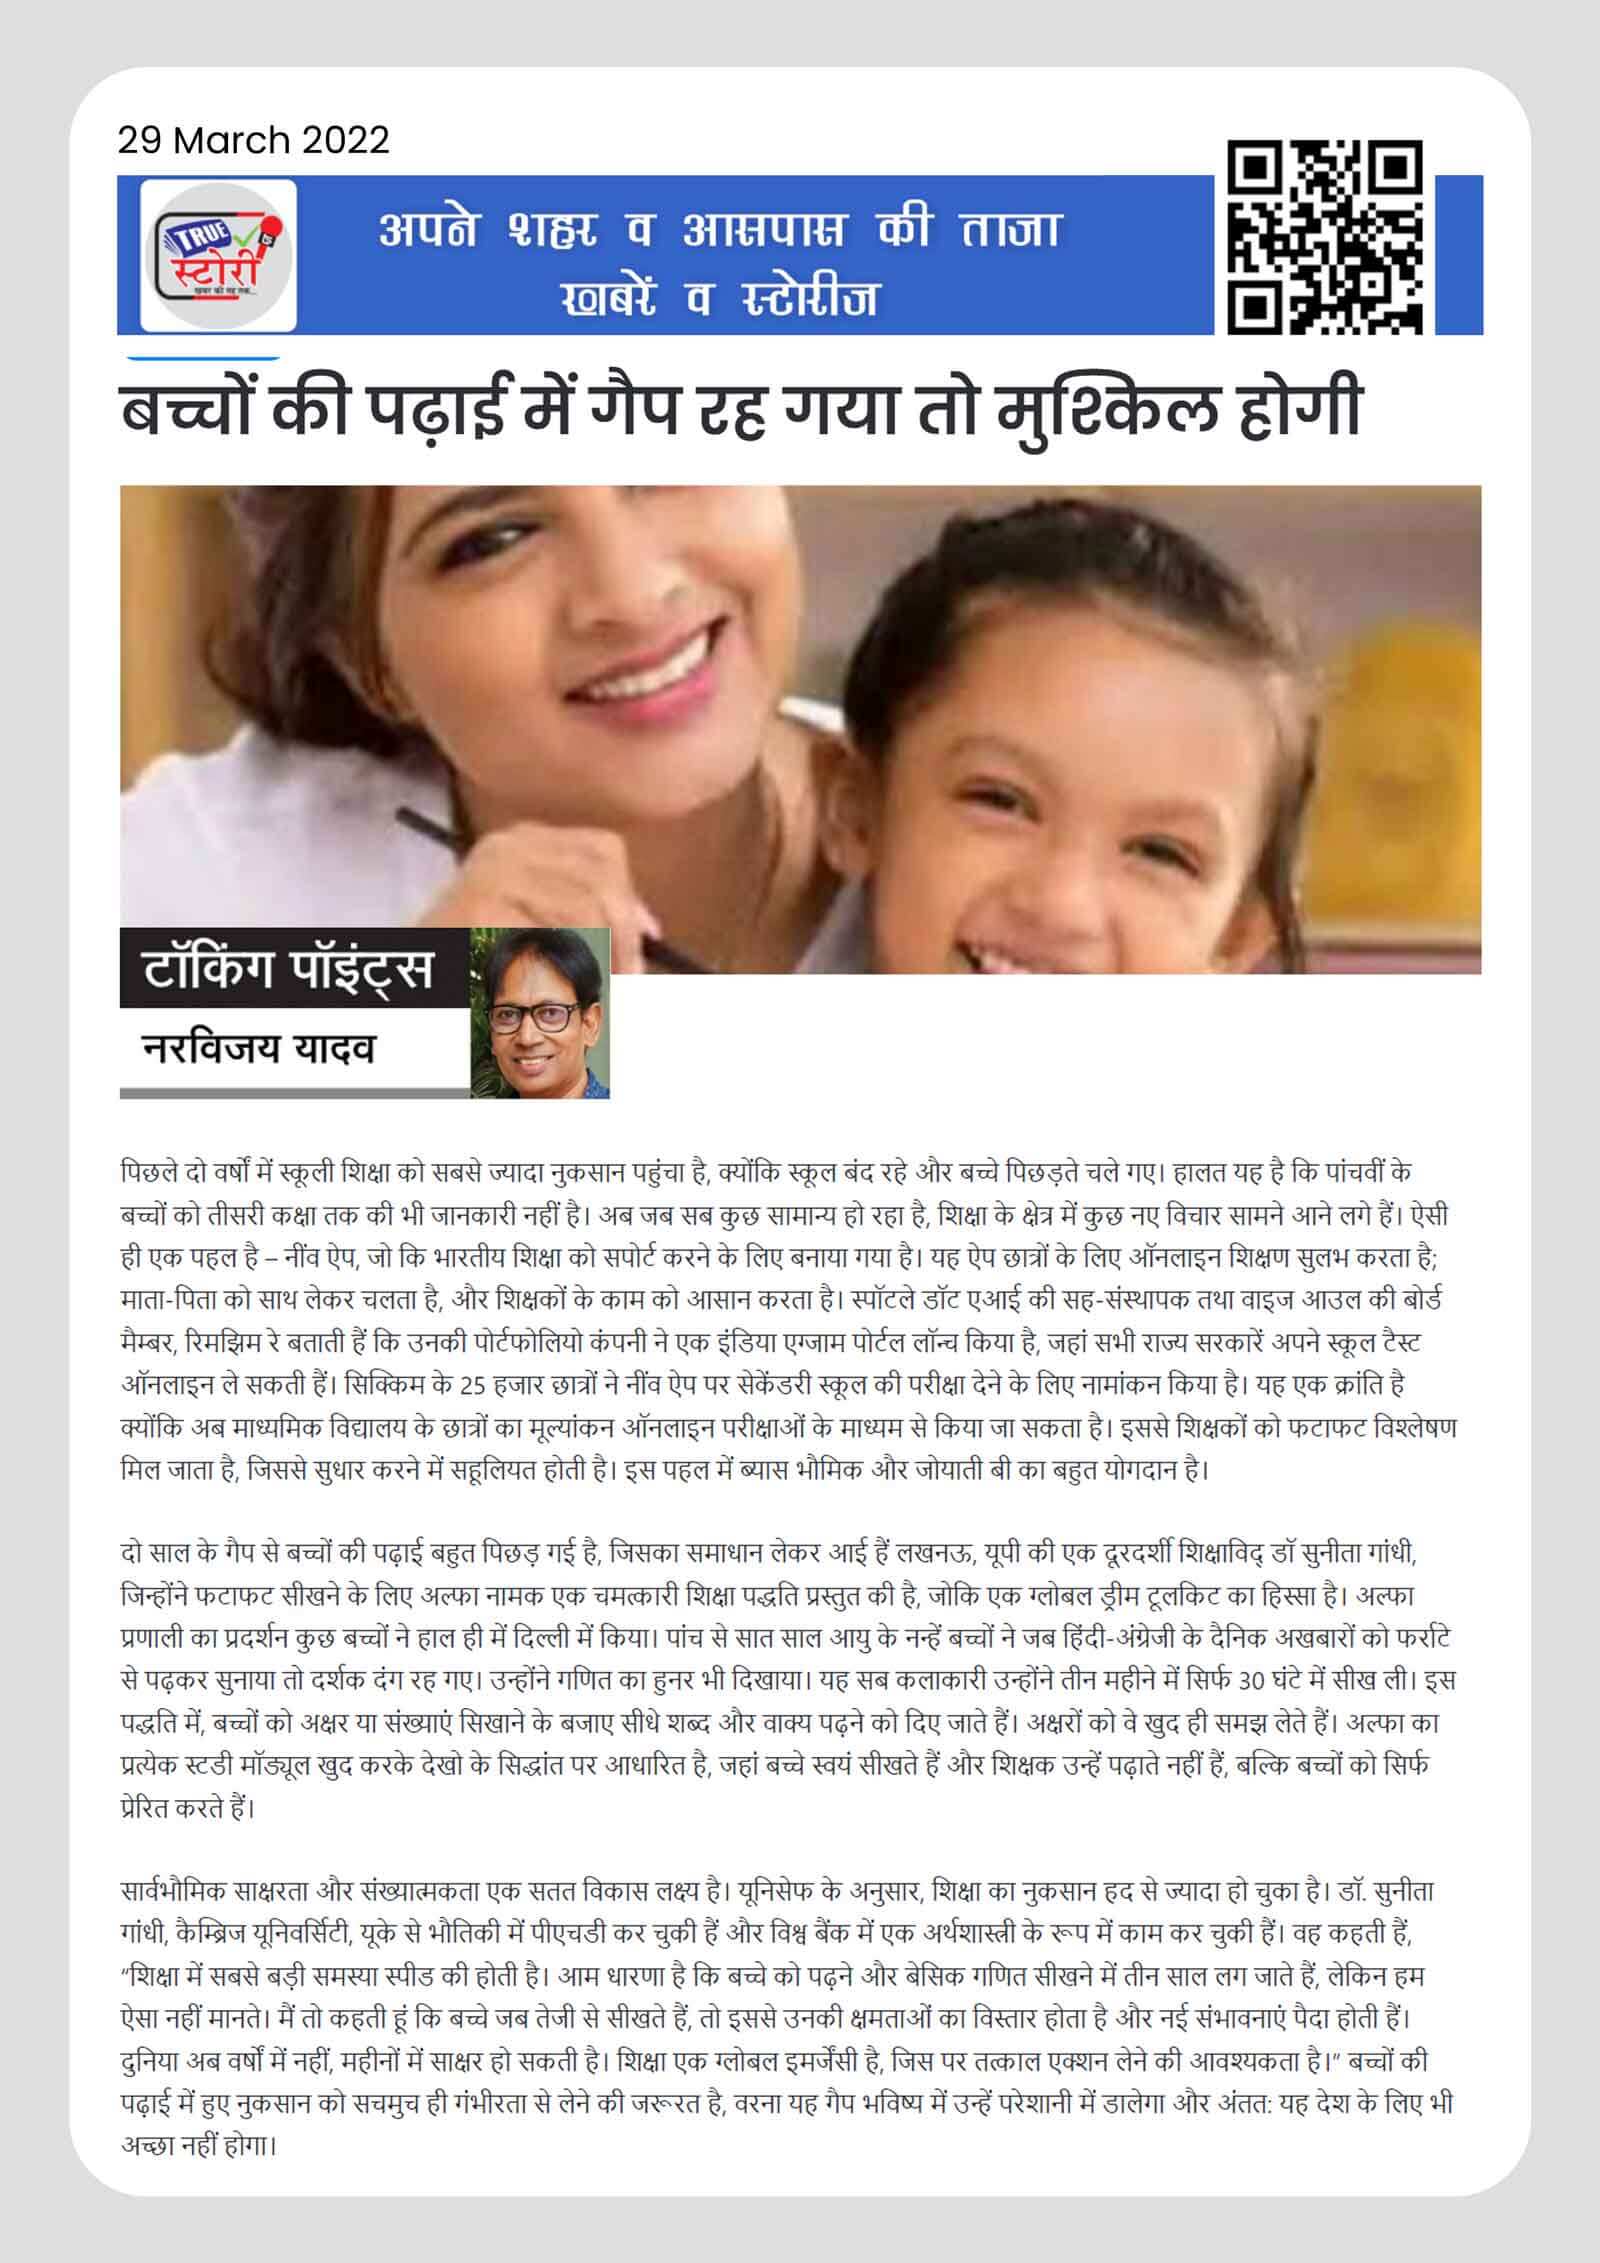 29 March 2022
TRUE
स्टोरी
अपने शहर व आसपास की ताजा
खबरें व स्टोरीज
बच्चों की पढ़ाई में गैप रह गया तो मुश्किल होगी
टॉकिंग पॉइंट्स
नरविजय यादव
पिछले दो वर्षों में स्कूली शिक्षा को सबसे ज्यादा नुकसान पहुंचा है, क्योंकि स्कूल बंद रहे और बच्चे पिछड़ते चले गए। हालत यह है कि पांचवीं के
बच्चों को तीसरी कक्षा तक की भी जानकारी नहीं है। अब जब सब कुछ सामान्य हो रहा है, शिक्षा के क्षेत्र में कुछ नए विचार सामने आने लगे हैं। ऐसी
ही एक पहल है – नींव ऐप, जो कि भारतीय शिक्षा को सपोर्ट करने के लिए बनाया गया है। यह ऐप छात्रों के लिए ऑनलाइन शिक्षण सुलभ करता है;
माता-पिता को साथ लेकर चलता है, और शिक्षकों के काम को आसान करता है। स्पॉटले डॉट एआई की सह-संस्थापक तथा वाइज आउल की बोर्ड
मैम्बर, रिमझिम रे बताती हैं कि उनकी पोर्टफोलियो कंपनी ने एक इंडिया एग्जाम पोर्टल लॉन्च किया है, जहां सभी राज्य सरकारें अपने स्कूल टैस्ट
ऑनलाइन ले सकती हैं। सिक्किम के 25 हजार छात्रों ने नींव ऐप पर सेकेंडरी स्कूल की परीक्षा देने के लिए नामांकन किया है। यह एक क्रांति है
क्योंकि अब माध्यमिक विद्यालय के छात्रों का मूल्यांकन ऑनलाइन परीक्षाओं के माध्यम से किया जा सकता है। इससे शिक्षकों को फटाफट विश्लेषण
मिल जाता है, जिससे सुधार करने में सहूलियत होती है। इस पहल में ब्यास भौमिक और जोयाती बी का बहुत योगदान है।
दो साल के गैप से बच्चों की पढ़ाई बहुत पिछड़ गई है, जिसका समाधान लेकर आई हैं लखनऊ, यूपी की एक दूरदर्शी शिक्षाविद् डॉ सुनीता गांधी,
जिन्होंने फटाफट सीखने के लिए अल्फा नामक एक चमत्कारी शिक्षा पद्धति प्रस्तुत की है, जोकि एक ग्लोबल ड्रीम टूलकिट का हिस्सा है। अल्फा
प्रणाली का प्रदर्शन कुछ बच्चों ने हाल ही में दिल्ली में किया। पांच से सात साल आयु के नन्हें बच्चों ने जब हिंदी-अंग्रेजी के दैनिक अखबारों को फर्राटे
से पढ़कर सुनाया तो दर्शक दंग रह गए। उन्होंने गणित का हुनर भी दिखाया। यह सब कलाकारी उन्होंने तीन महीने में सिर्फ 30 घंटे में सीख ली। इस
पद्धति में, बच्चों को अक्षर या संख्याएं सिखाने के बजाए सीधे शब्द और वाक्य पढ़ने को दिए जाते हैं। अक्षरों को वे खुद ही समझ लेते हैं। अल्फा का
प्रत्येक स्टडी मॉड्यूल खुद करके देखो के सिद्धांत पर आधारित है, जहां बच्चे स्वयं सीखते हैं और शिक्षक उन्हें पढ़ाते नहीं हैं, बल्कि बच्चों को सिर्फ
प्रेरित करते हैं।
सार्वभौमिक साक्षरता और संख्यात्मकता एक सतत विकास लक्ष्य है। यूनिसेफ के अनुसार, शिक्षा का नुकसान हद से ज्यादा हो चुका है। डॉ. सुनीता
गांधी, कैम्ब्रिज यूनिवर्सिटी, यूके से भौतिकी में पीएचडी कर चुकी हैं और विश्व बैंक में एक अर्थशास्त्री के रूप में काम कर चुकी हैं। वह कहती हैं,
“शिक्षा में सबसे बड़ी समस्या स्पीड की होती है। आम धारणा है कि बच्चे को पढ़ने और बेसिक गणित सीखने में तीन साल लग जाते हैं, लेकिन हम
ऐसा नहीं मानते। मैं तो कहती हूं कि बच्चे जब तेजी से सीखते हैं, तो इससे उनकी क्षमताओं का विस्तार होता है और नई संभावनाएं पैदा होती हैं।
दुनिया अब वर्षों में नहीं, महीनों में साक्षर हो सकती है। शिक्षा एक ग्लोबल इमर्जेंसी है, जिस पर तत्काल एक्शन लेने की आवश्यकता है।” बच्चों की
पढ़ाई में हुए नुकसान को सचमुच ही गंभीरता से लेने की जरूरत है, वरना यह गैप भविष्य में उन्हें परेशानी में डालेगा और अंतत: यह देश के लिए भी
अच्छा नहीं होगा।